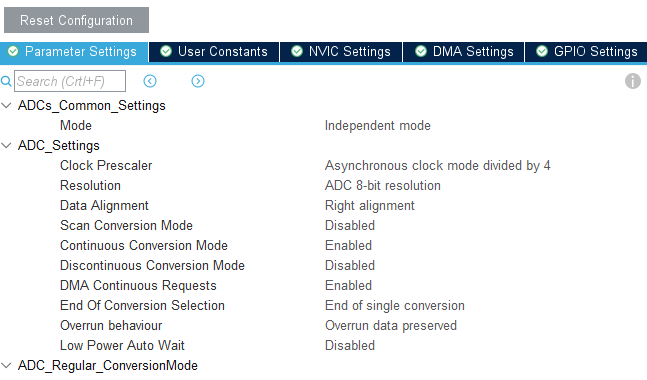 Reset Configuration
Parameter Settings User Constants NVIC Settings DMA Settings GPIO Settings
Search (Crtl+F)
ADCs_Common_Settings
Mode Independent mode
ADC_Settings
Clock Prescaler Asynchronous clock mode divided by 4
Resolution ADC 8-bit resolution
Data Alignment Right alignment
Scan Conversion Mode Disabled
Continuous Conversion Mode Enabled
Discontinuous Conversion Mode Disabled
DMA Continuous Requests Enabled
End Of Conversion Selection End of single conversion
Overrun behaviour Overrun data preserved
Low Power Auto Wait Disabled
ADC_Regular_ConversionMode